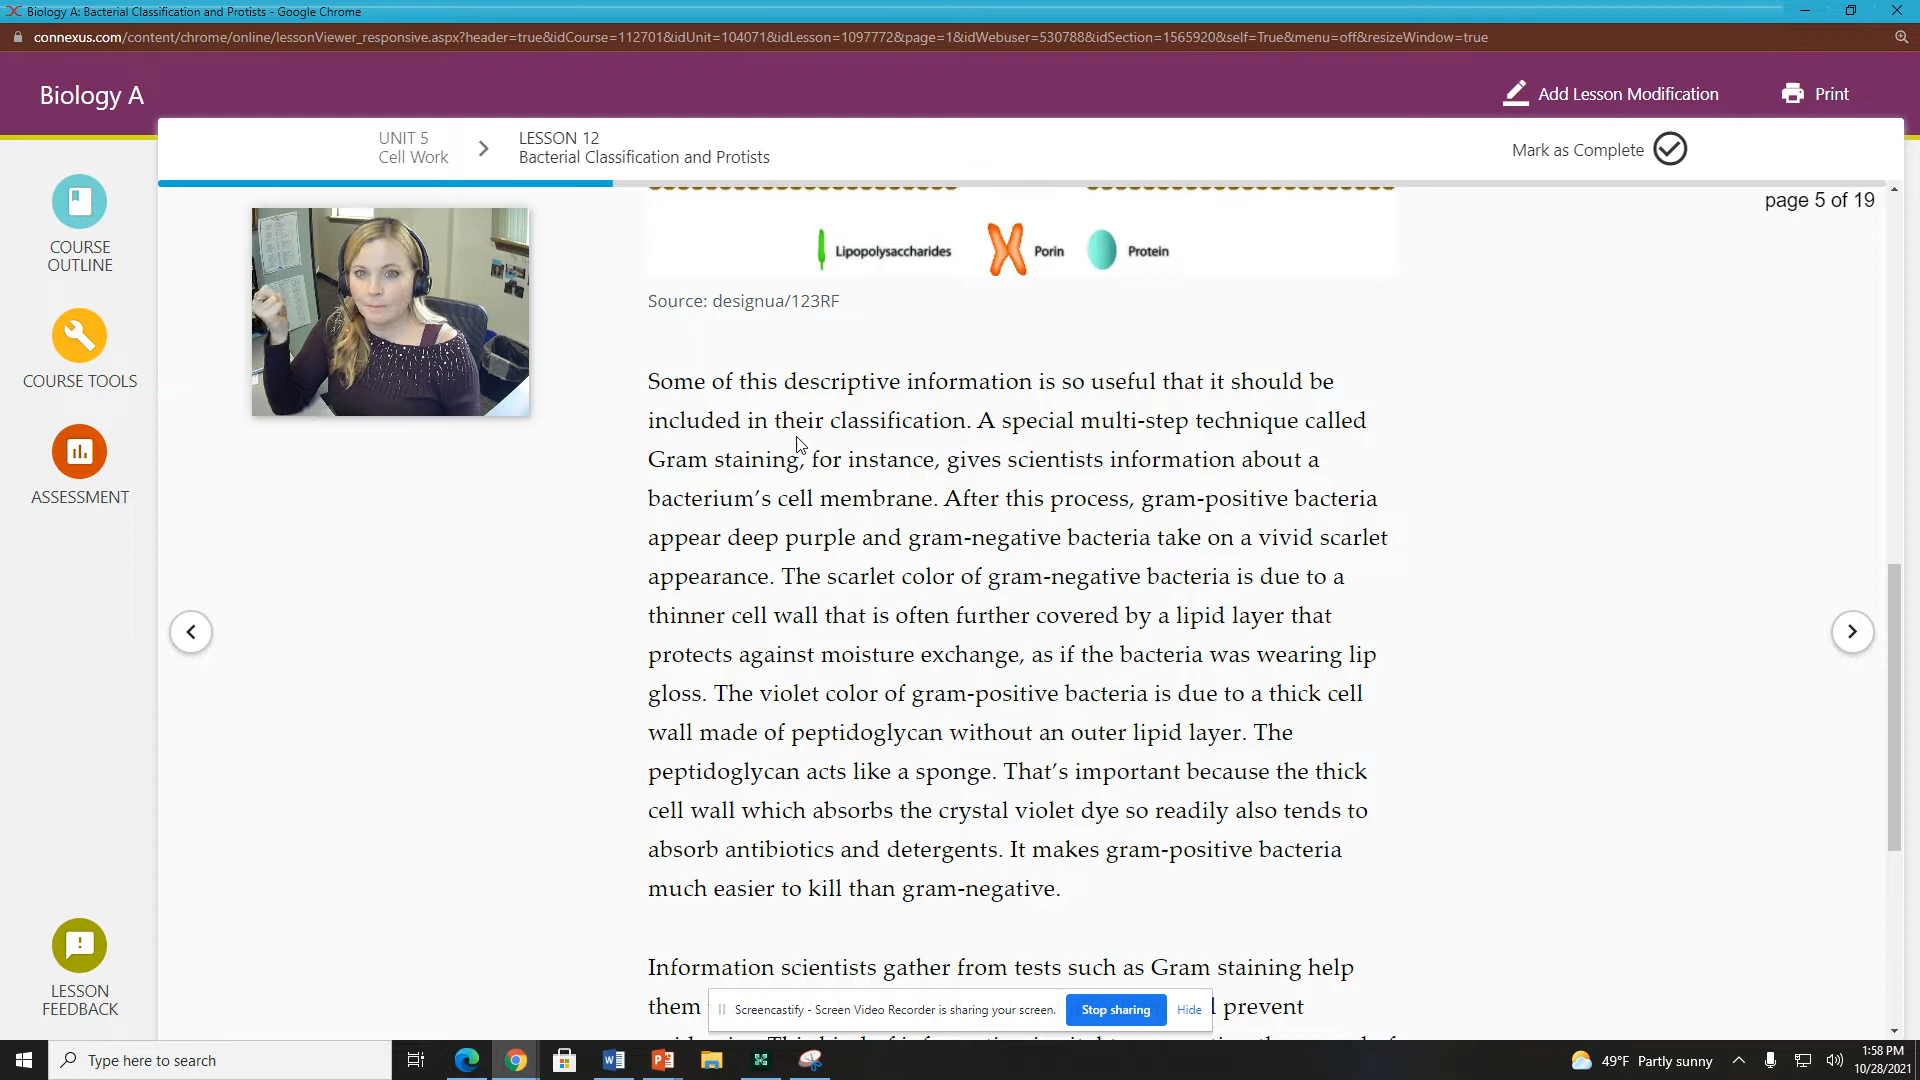 Biology A: Bacterial Classification and Protists - Google Chrome
connexus.com/content/chrome/online/lessonViewer_responsive.aspx?header=true&idCourse=112701&idUnit=104071&idLesson=1097772&page=1&idWebuser=530788&idSection=1565920&self=True&menu=off&resizeWindow=true
Biology A
Add Lesson Modification
Print
UNIT 5
Cell Work
LESSON 12
Bacterial Classification and Protists
Mark as Complete
page 5 of 19
COURSE
OUTLINE
COURSE TOOLS
ASSESSMENT
LESSON
FEEDBACK
Lipopolysaccharides
Porin
Protein
Source: designua/123RF
Some of this descriptive information is so useful that it should be
included in their classification. A special multi-step technique called
Gram staining, for instance, gives scientists information about a
bacterium's cell membrane. After this process, gram-positive bacteria
appear deep purple and gram-negative bacteria take on a vivid scarlet
appearance. The scarlet color of gram-negative bacteria is due to a
thinner cell wall that is often further covered by a lipid layer that
protects against moisture exchange, as if the bacteria was wearing lip
gloss. The violet color of gram-positive bacteria is due to a thick cell
wall made of peptidoglycan without an outer lipid layer. The
peptidoglycan acts like a sponge. That's important because the thick
cell wall which absorbs the crystal violet dye so readily also tends to
absorb antibiotics and detergents. It makes gram-positive bacteria
much easier to kill than gram-negative.
Information scientists gather from tests such as Gram staining help
them prevent
Screencastify - Screen Video Recorder is sharing your screen.
Stop sharing
Hide
Type here to search
49°F Partly sunny
1:58 PM
10/28/2021